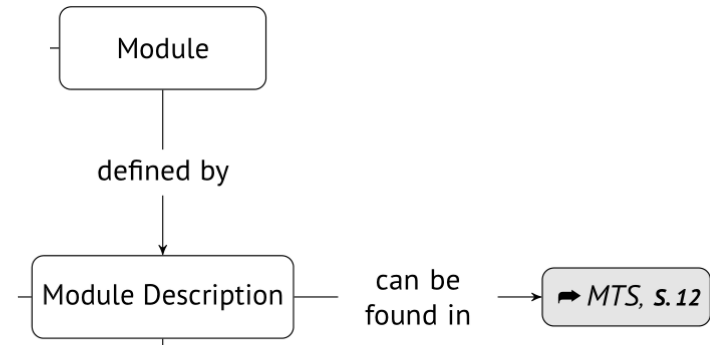 Module
defined by
Module Description
can be
found in
➦ MTS, S. 12